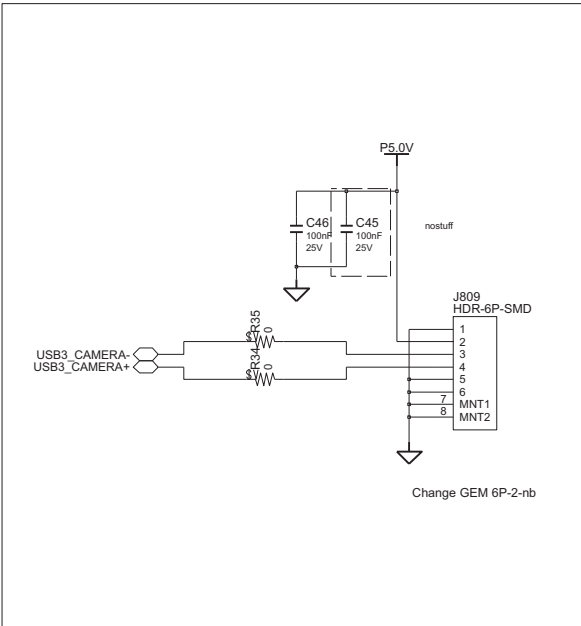 P5.0V
C46
100nF
25V
C45
100nF
25V
nostuff
J809
HDR-6P-SMD
R35
0
1
2
3
4
5
6
7 MNT1
8 MNT2
USB3_CAMERA-
USB3_CAMERA+
R34
0
Change GEM 6P-2-nb